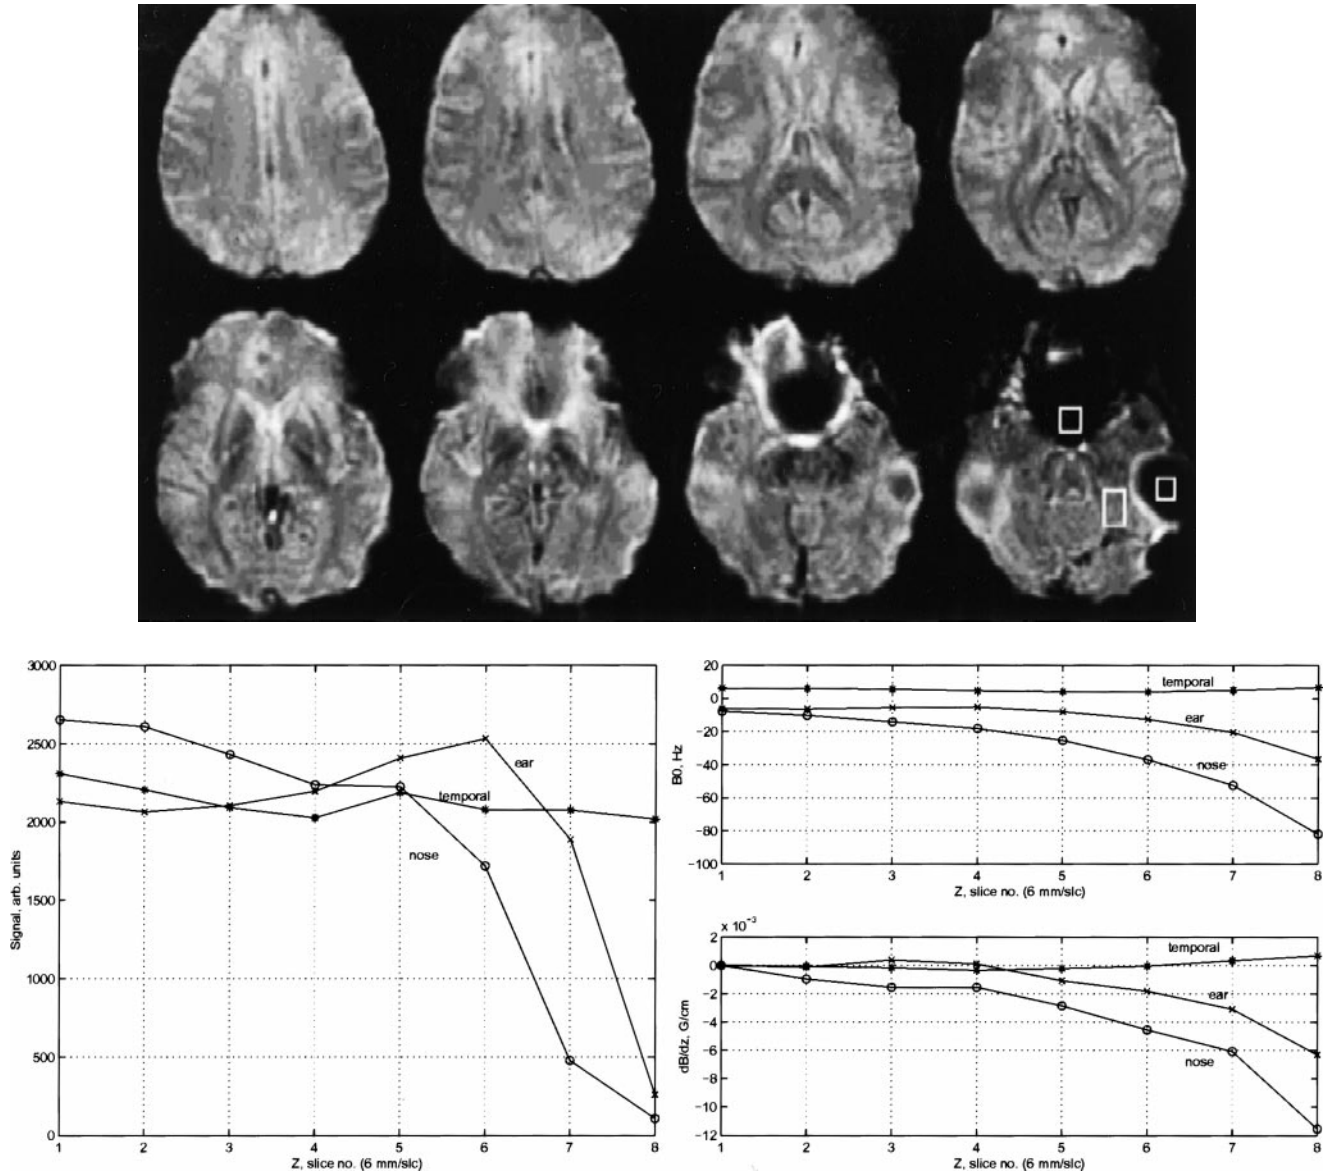 3000
2500
2000
1500
1000
500
0
Signal, arb. units
ear
temporal
nose
1 2 3 4 5 6 7 8
Z, slice no. (6 mm/slc)
20
0
−20
−40
−60
−80
−100
B0, Hz
temporal
ear
nose
1 2 3 4 5 6 7 8
Z, slice no. (6 mm/slc)
x 10⁻³
2
0
−2
−4
−6
−8
−10
−12
dB/dz, G/cm
temporal
ear
nose
1 2 3 4 5 6 7 8
Z, slice no. (6 mm/slc)